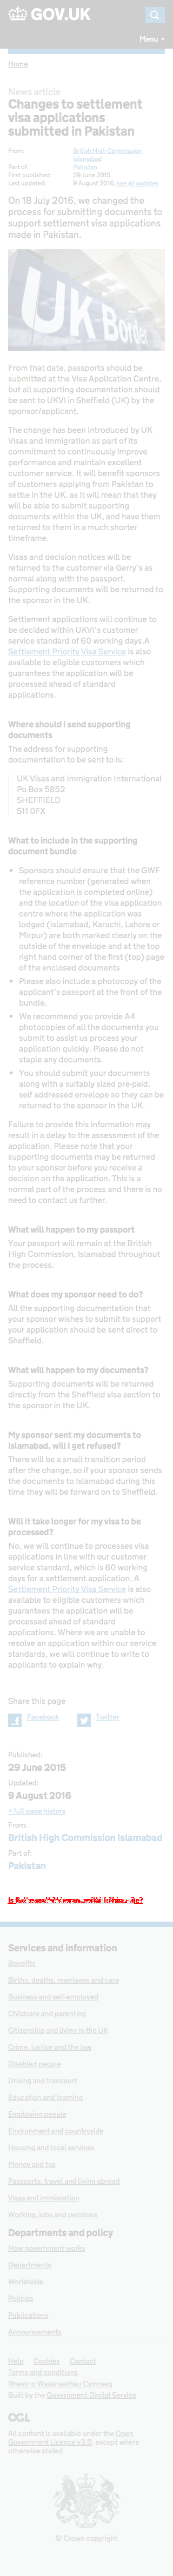 GOV.UK
Menu
Home
News article
Changes to settlement
visa applications
submitted in Pakistan
From: British High Commission
Islamabad
Part of: Pakistan
First published: 29 June 2015
Last updated: 9 August 2016, see all updates
On 18 July 2016, we changed the
process for submitting documents to
support settlement visa applications
made in Pakistan.
UK Border
From that date, passports should be
submitted at the Visa Application Centre,
but all supporting documentation should
be sent to UKVI in Sheffield (UK) by the
sponsor/applicant.
The change has been introduced by UK
Visas and Immigration as part of its
commitment to continuously improve
performance and maintain excellent
customer service. It will benefit sponsors
of customers applying from Pakistan to
settle in the UK, as it will mean that they
will be able to submit supporting
documents within the UK, and have them
returned to them in a much shorter
timeframe.
Visas and decision notices will be
returned to the customer via Gerry's as
normal along with the passport.
Supporting documents will be returned to
the sponsor in the UK.
Settlement applications will continue to
be decided within UKVI's customer
service standard of 60 working days.A
Settlement Priority Visa Service is also
available to eligible customers which
guarantees the application will be
processed ahead of standard
applications.
Where should I send supporting
documents
The address for supporting
documentation to be sent to is:
UK Visas and Immigration International
Po Box 5852
SHEFFIELD
S11 0FX
What to include in the supporting
document bundle
Sponsors should ensure that the GWF
reference number (generated when
the application is completed online)
and the location of the visa application
centre where the application was
lodged (Islamabad, Karachi, Lahore or
Mirpur) are both marked clearly on the
outside of the envelope and at the top
right hand corner of the first (top) page
of the enclosed documents
Please also include a photocopy of the
applicant's passport at the front of the
bundle.
We recommend you provide A4
photocopies of all the documents you
submit to assist us process your
application quickly. Please do not
staple any documents.
You should submit your documents
along with a suitably sized pre-paid,
self addressed envelope so they can be
returned to the sponsor in the UK.
Failure to provide this information may
result in a delay to the assessment of the
application. Please note that your
supporting documents may be returned
to your sponsor before you receive a
decision on the application. This is a
normal part of the process and there is no
need to contact us further.
What will happen to my passport
Your passport will remain at the British
High Commission, Islamabad throughout
the process.
What does my sponsor need to do?
All the supporting documentation that
your sponsor wishes to submit to support
your application should be sent direct to
Sheffield.
What will happen to my documents?
Supporting documents will be returned
directly from the Sheffield visa section to
the sponsor in the UK.
My sponsor sent my documents to
Islamabad, will I get refused?
There will be a small transition period
after the change, so if your sponsor sends
the documents to Islamabad during this
time they will be forward on to Sheffield.
Will it take longer for my visa to be
processed?
No, we will continue to process visa
applications in line with our customer
service standard which is to processes visa
applications within 60 working days when
it is a settlement application. A
Settlement Priority Visa Service is also
available to eligible customers which
guarantees the application will be
processed ahead of standard
applications. Where we are unable to
resolve an application within our
customer service standard, we will write to
applicants to explain why.
Share this page
Facebook Twitter
Published:
29 June 2015
Updated:
9 August 2016
+ full page history
From:
British High Commission Islamabad
Part of:
Pakistan
Services and information
Benefits
Births, deaths, marriages and care
Business and self-employed
Childcare and parenting
Citizenship and living in the UK
Crime, justice and the law
Disabled people
Driving and transport
Education and learning
Employing people
Environment and countryside
Housing and local services
Money and tax
Passports, travel and living abroad
Visas and immigration
Working, jobs and pensions
Departments and policy
How government works
Departments
Worldwide
Policies
Publications
Announcements
Help Cookies Contact
Terms and conditions
Rhestr o Wasanaethau Cymraeg
Built by the Government Digital Service
OGL
All content is available under the Open
Government Licence v3.0, except where
otherwise stated
© Crown copyright